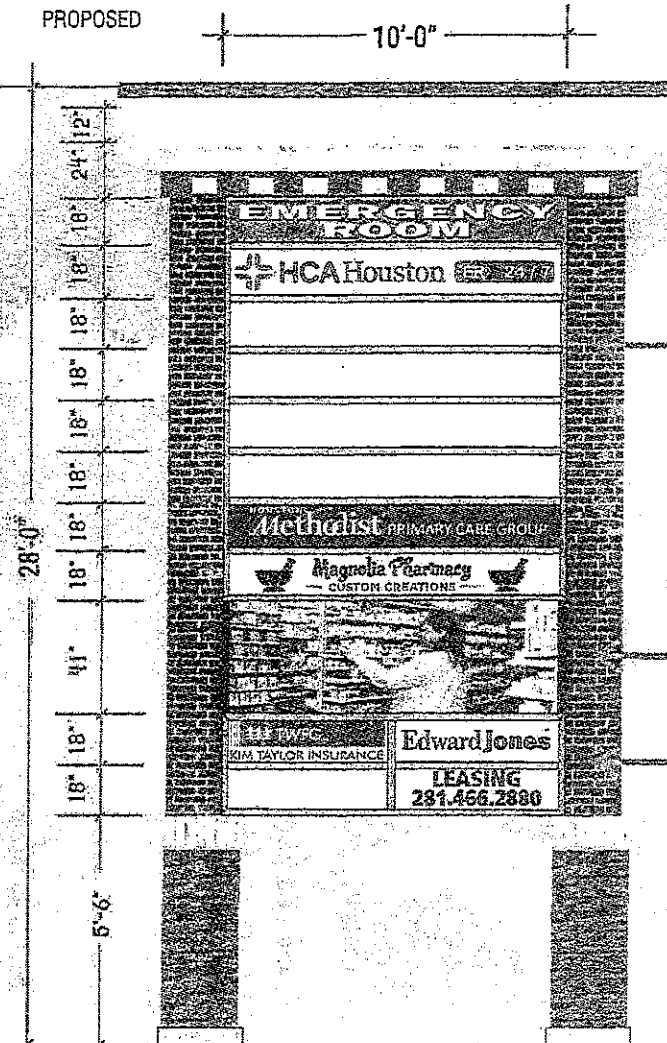 PROPOSED
10'-0"
12"
24"
18"
EMERGENCY
ROOM
18"
HCA Houston ER 24/7
18"
18"
18"
18"
18"
Methodist PRIMARY CARE GROUP
18"
Magnolia Pharmacy
CUSTOM CREATIONS
28'-0"
41"
18"
KIM TAYLOR INSURANCE
Edward Jones
18"
LEASING
281.466.2880
5'-6"